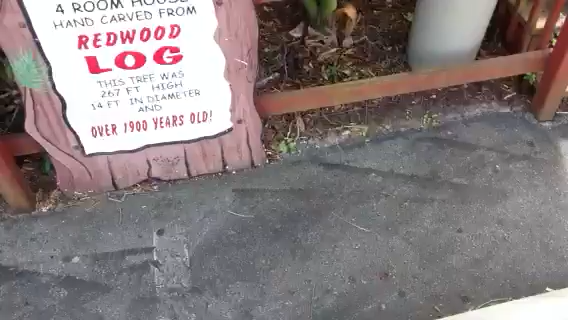 4 ROOM HOUSE
HAND CARVED FROM
REDWOOD
LOG
THIS TREE WAS
267 FT HIGH
14 FT IN DIAMETER
AND
OVER 1900 YEARS OLD!